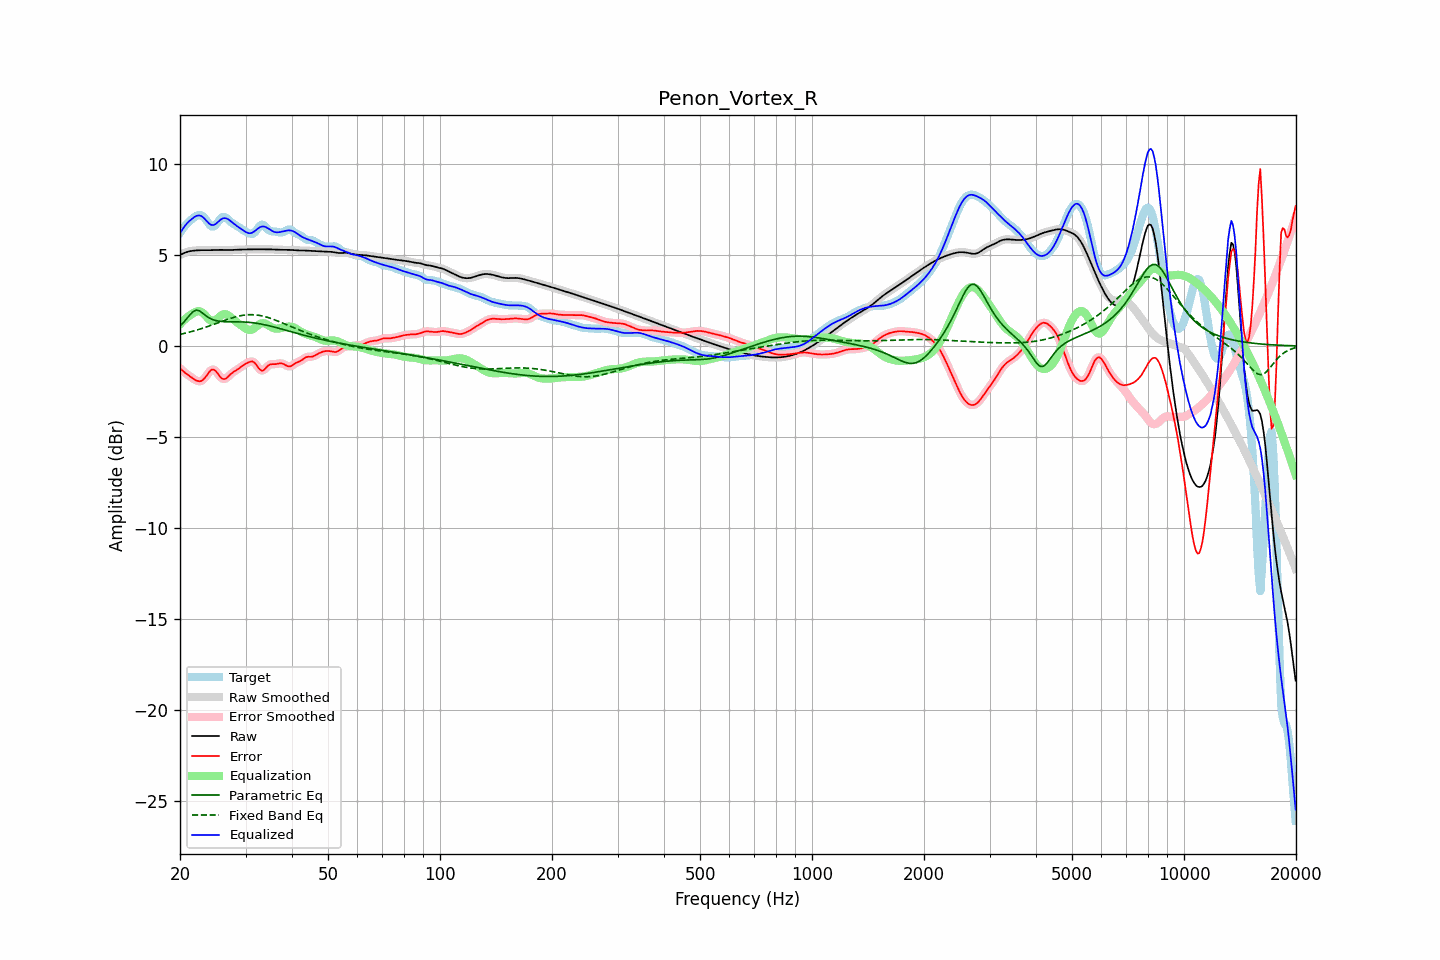 Penon_Vortex_R
Amplitude (dBr)
10
5
0
−5
−10
−15
−20
−25
Target
Raw Smoothed
Error Smoothed
Raw
Error
Equalization
Parametric Eq
Fixed Band Eq
Equalized
20 50 100 200 500 1000 2000 5000 10000 20000
Frequency (Hz)